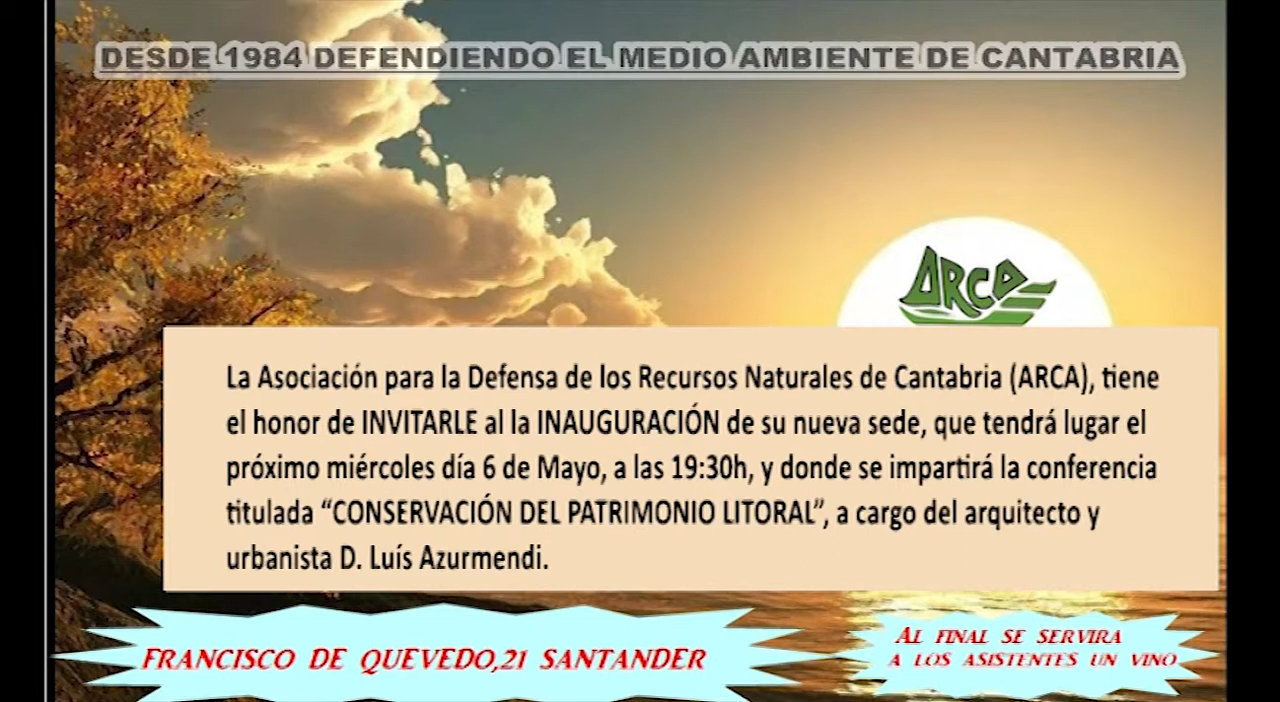 DESDE 1984 DEFENDIENDO EL MEDIO AMBIENTE DE CANTABRIA
ARCA
La Asociación para la Defensa de los Recursos Naturales de Cantabria (ARCA), tiene
el honor de INVITARLE al la INAUGURACIÓN de su nueva sede, que tendrá lugar el
próximo miércoles día 6 de Mayo, a las 19:30h, y donde se impartirá la conferencia
titulada “CONSERVACIÓN DEL PATRIMONIO LITORAL”, a cargo del arquitecto y
urbanista D. Luís Azurmendi.
FRANCISCO DE QUEVEDO,21 SANTANDER
AL FINAL SE SERVIRA
A LOS ASISTENTES UN VINO